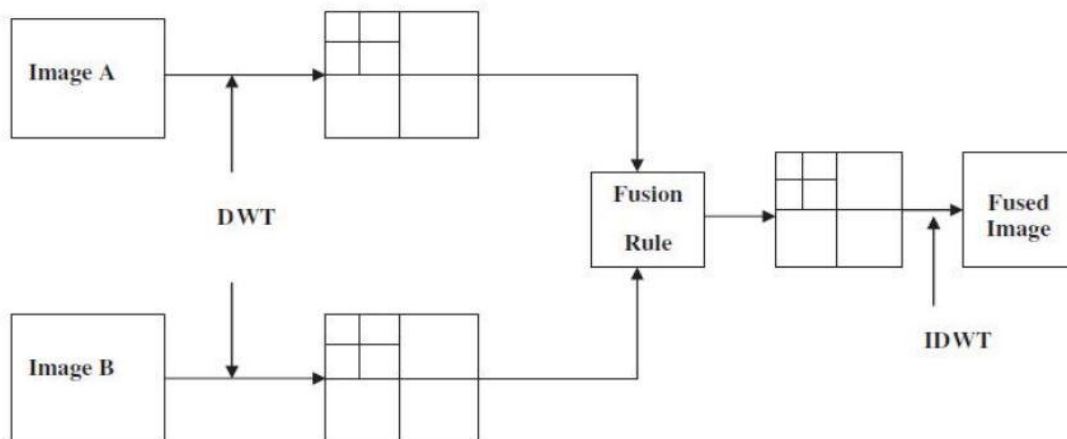 Image A
DWT
Image B
Fusion
Rule
Fused
Image
IDWT